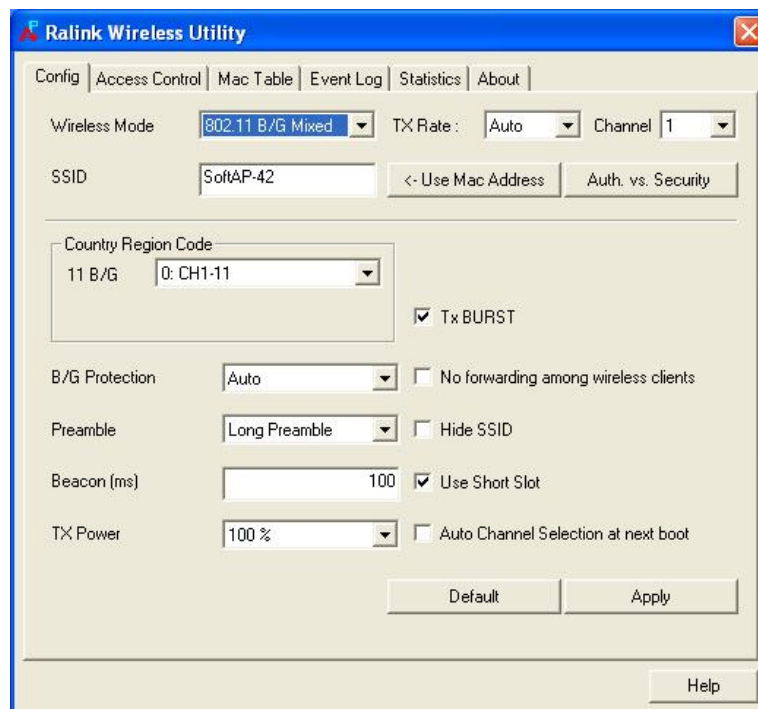 Ralink Wireless Utility
Config Access Control Mac Table Event Log Statistics About
Wireless Mode 802.11 B/G Mixed TX Rate : Auto Channel 1
SSID SoftAP-42 <- Use Mac Address Auth. vs. Security
Country Region Code
11 B/G 0: CH1-11
Tx BURST
B/G Protection Auto No forwarding among wireless clients
Preamble Long Preamble Hide SSID
Beacon (ms) 100 Use Short Slot
TX Power 100 % Auto Channel Selection at next boot
Default Apply
Help